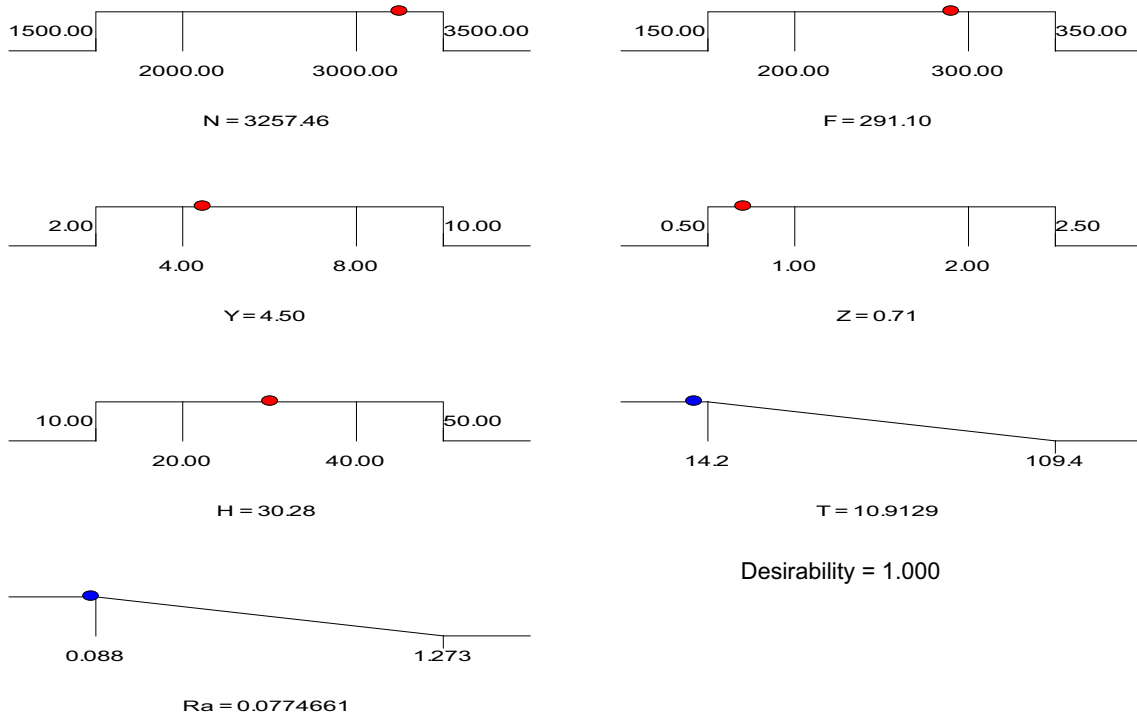 1500.00 3500.00
2000.00 3000.00
N = 3257.46
150.00 350.00
200.00 300.00
F = 291.10
2.00 10.00
4.00 8.00
Y = 4.50
0.50 2.50
1.00 2.00
Z = 0.71
10.00 50.00
20.00 40.00
H = 30.28
14.2 109.4
T = 10.9129
0.088 1.273
Ra = 0.0774661
Desirability = 1.000